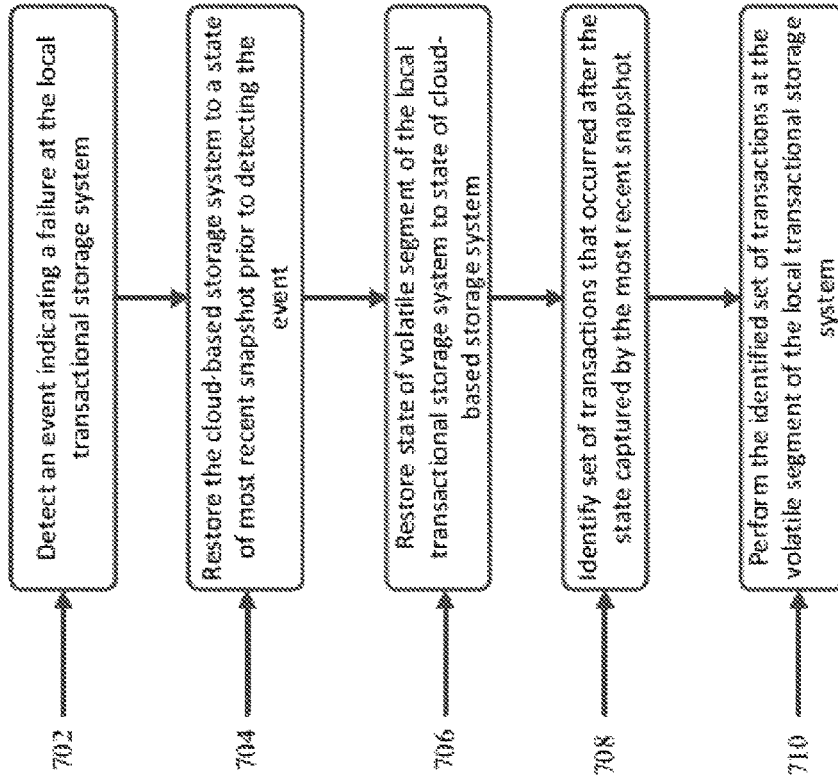 702
Detect an event indicating a failure at the local
transactional storage system
704
Restore the cloud-based storage system to a state
of most recent snapshot prior to detecting the
event
706
Restore state of volatile segment of the local
transactional storage system to state of cloud-
based storage system
708
Identify set of transactions that occurred after the
state captured by the most recent snapshot
710
Perform the identified set of transactions at the
volatile segment of the local transactional storage
system